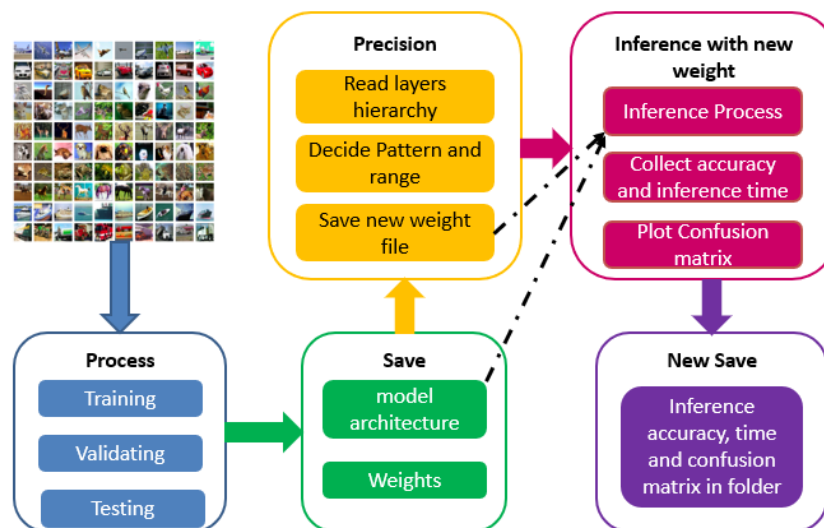 Precision
Read layers
hierarchy
Decide Pattern and
range
Save new weight
file
Inference with new
weight
Inference Process
Collect accuracy
and inference time
Plot Confusion
matrix
Process
Training
Validating
Testing
Save
model
architecture
Weights
New Save
Inference
accuracy, time
and confusion
matrix in folder